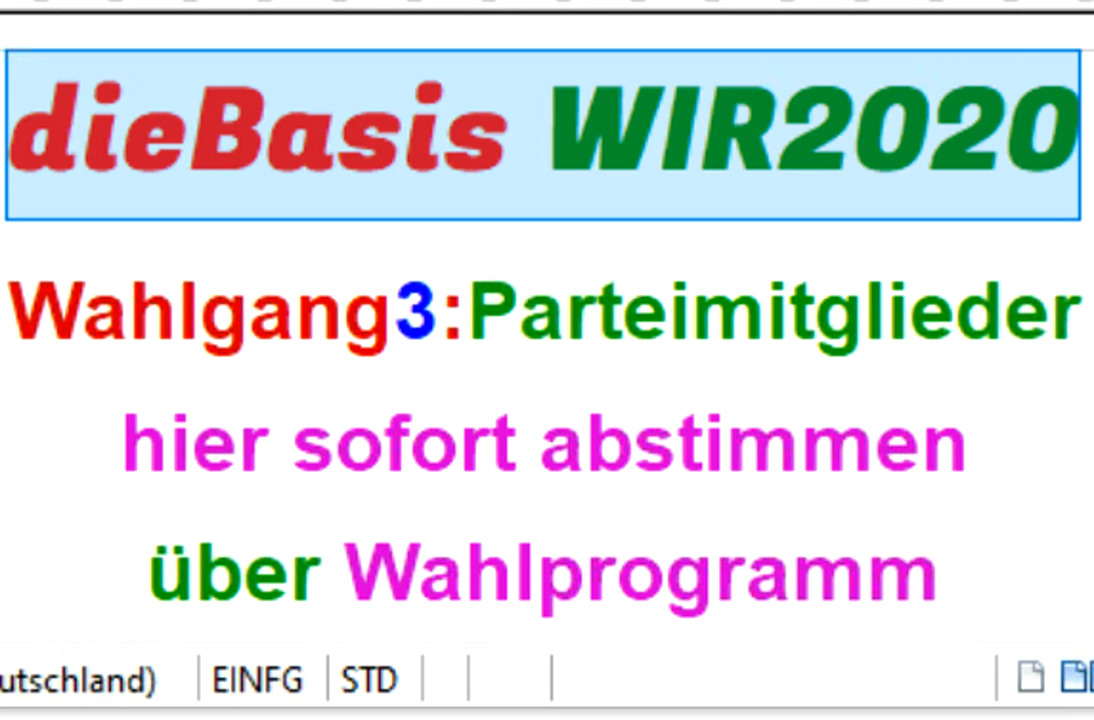 dieBasis WIR2020
Wahlgang3:Parteimitglieder
hier sofort abstimmen
über Wahlprogramm
utschland) EINFG STD